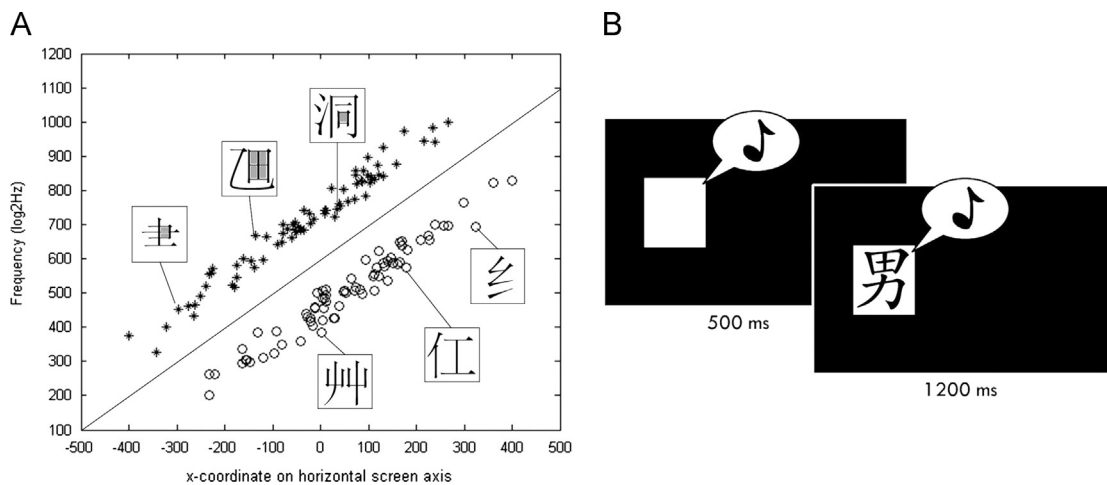 A
B
Frequency (log2Hz)
1200
1100
1000
900
800
700
600
500
400
300
200
100
-500 -400 -300 -200 -100 0 100 200 300 400 500
x-coordinate on horizontal screen axis
洞
仜
艸
男
500 ms
1200 ms